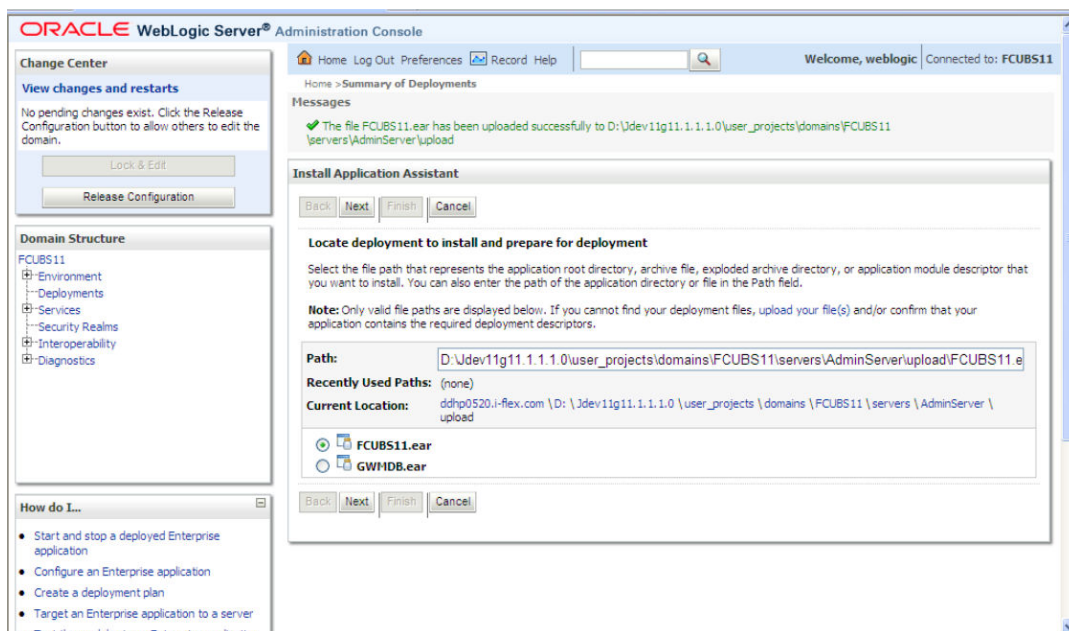 ORACLE WebLogic Server® Administration Console
Change Center
View changes and restarts
No pending changes exist. Click the Release
Configuration button to allow others to edit the
domain.
Lock & Edit
Release Configuration
Domain Structure
FCUBS11
Environment
Deployments
Services
Security Realms
Interoperability
Diagnostics
How do I...
Start and stop a deployed Enterprise
application
Configure an Enterprise application
Create a deployment plan
Target an Enterprise application to a server
Home Log Out Preferences Record Help
Welcome, weblogic Connected to: FCUBS11
Home >Summary of Deployments
Messages
The file FCUBS11.ear has been uploaded successfully to D:\Jdev11g11.1.1.1.0\user_projects\domains\FCUBS11
\servers\AdminServer\upload
Install Application Assistant
Back Next Finish Cancel
Locate deployment to install and prepare for deployment
Select the file path that represents the application root directory, archive file, exploded archive directory, or application module descriptor that
you want to install. You can also enter the path of the application directory or file in the Path field.
Note: Only valid file paths are displayed below. If you cannot find your deployment files, upload your file(s) and/or confirm that your
application contains the required deployment descriptors.
Path: D:\Jdev11g11.1.1.1.0\user_projects\domains\FCUBS11\servers\AdminServer\upload\FCUBS11.e
Recently Used Paths: (none)
Current Location: ddhp0520.i-flex.com \D: \Jdev11g11.1.1.1.0 \user_projects \domains \FCUBS11 \servers \AdminServer \
upload
FCUBS11.ear
GWMDB.ear
Back Next Finish Cancel